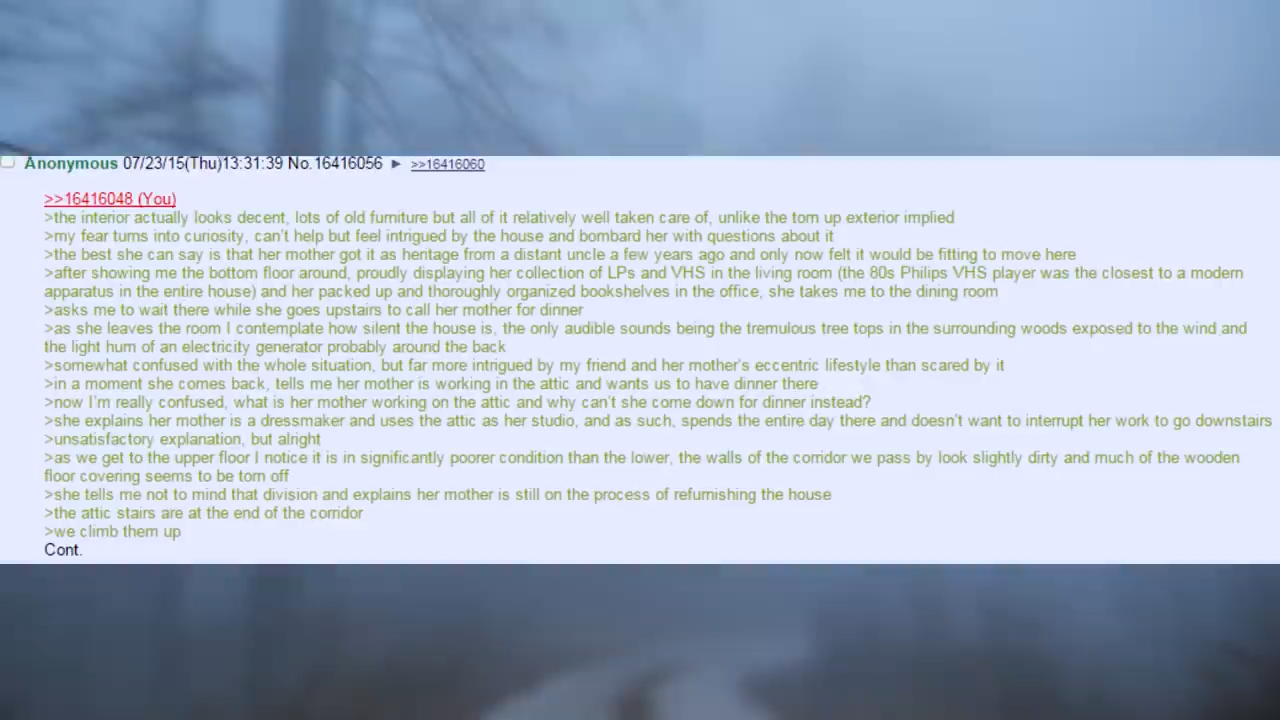 Anonymous 07/23/15(Thu)13:31:39 No.16416056 ► >>16416060
>>16416048 (You)
>the interior actually looks decent, lots of old furniture but all of it relatively well taken care of, unlike the torn up exterior implied
>my fear turns into curiosity, can't help but feel intrigued by the house and bombard her with questions about it
>the best she can say is that her mother got it as heritage from a distant uncle a few years ago and only now felt it would be fitting to move here
>after showing me the bottom floor around, proudly displaying her collection of LPs and VHS in the living room (the 80s Philips VHS player was the closest to a modern
apparatus in the entire house) and her packed up and thoroughly organized bookshelves in the office, she takes me to the dining room
>asks me to wait there while she goes upstairs to call her mother for dinner
>as she leaves the room I contemplate how silent the house is, the only audible sounds being the tremulous tree tops in the surrounding woods exposed to the wind and
the light hum of an electricity generator probably around the back
>somewhat confused with the whole situation, but far more intrigued by my friend and her mother's eccentric lifestyle than scared by it
>in a moment she comes back, tells me her mother is working in the attic and wants us to have dinner there
>now I'm really confused, what is her mother working on the attic and why can't she come down for dinner instead?
>she explains her mother is a dressmaker and uses the attic as her studio, and as such, spends the entire day there and doesn't want to interrupt her work to go downstairs
>unsatisfactory explanation, but alright
>as we get to the upper floor I notice it is in significantly poorer condition than the lower, the walls of the corridor we pass by look slightly dirty and much of the wooden
floor covering seems to be torn off
>she tells me not to mind that division and explains her mother is still on the process of refurnishing the house
>the attic stairs are at the end of the corridor
>we climb them up
Cont.